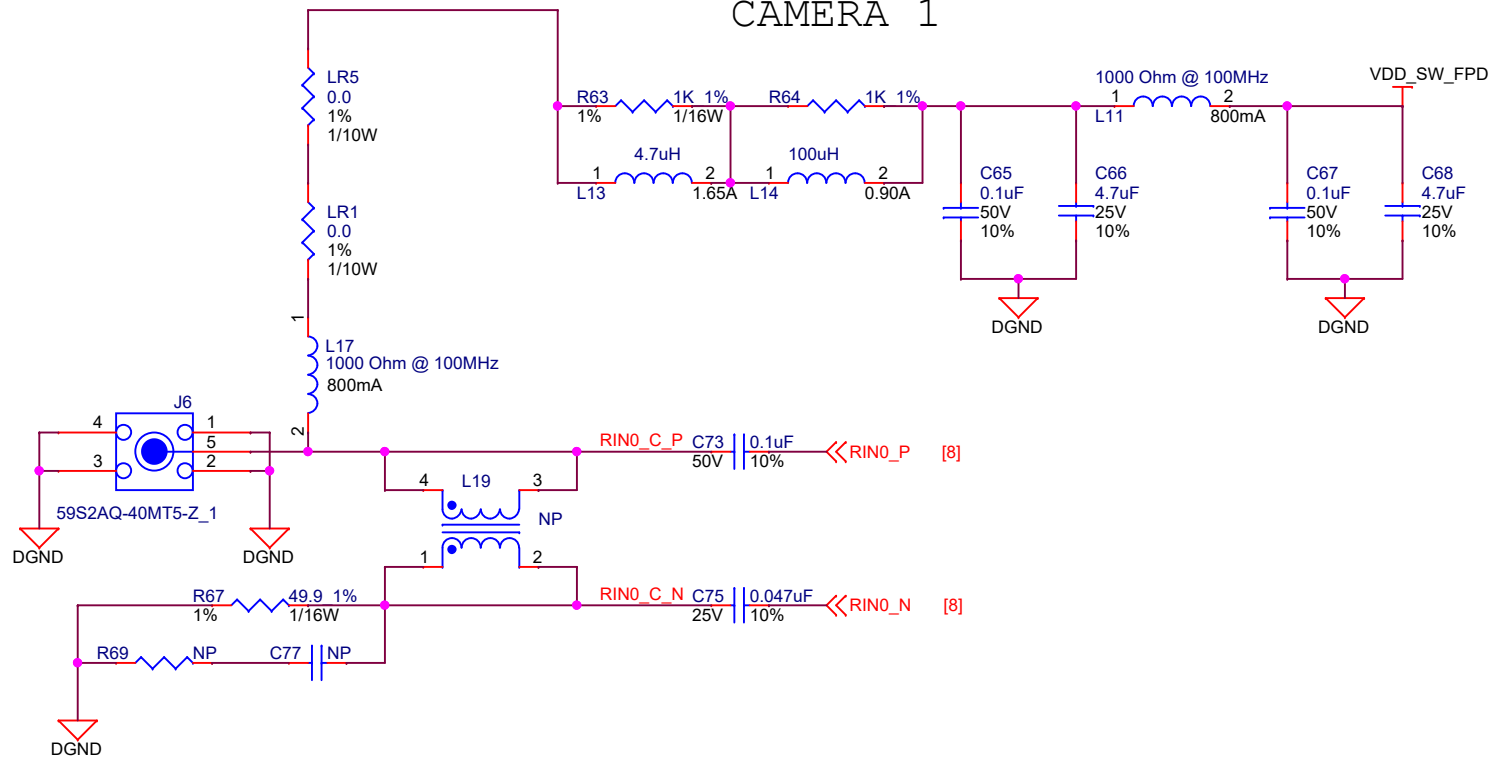 CAMERA 1
LR5
0.0
1%
1/10W
LR1
0.0
1%
1/10W
1
L17
1000 Ohm @ 100MHz
800mA
2
R63
1K 1%
1%
1/16W
R64
1K 1%
4.7uH
1
2
L13
1.65A
100uH
1
2
L14
0.90A
1000 Ohm @ 100MHz
1
2
L11
800mA
VDD_SW_FPD
C65
0.1uF
50V
10%
C66
4.7uF
25V
10%
C67
0.1uF
50V
10%
C68
4.7uF
25V
10%
DGND
DGND
J6
4
1
5
3
2
59S2AQ-40MT5-Z_1
DGND
DGND
RIN0_C_P
C73
0.1uF
50V
10%
RIN0_P
[8]
4
L19
3
NP
1
2
R67
49.9 1%
1%
1/16W
RIN0_C_N
C75
0.047uF
25V
10%
RIN0_N
[8]
R69
NP
C77
NP
DGND